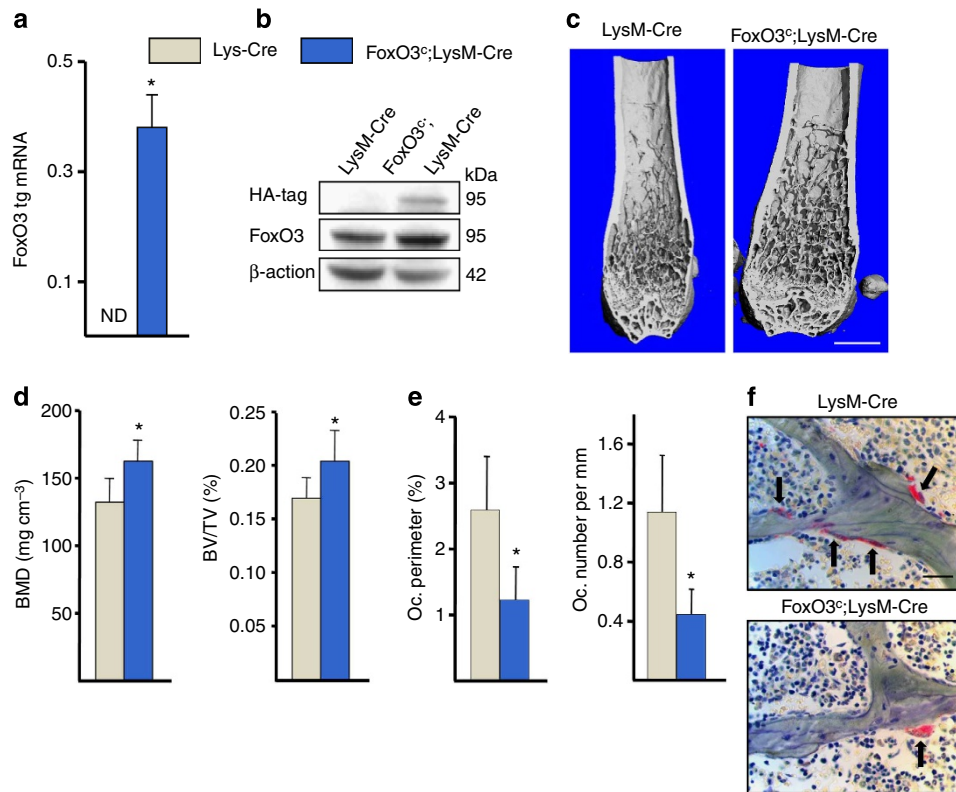 a
b
c
Lys-Cre
FoxO3ᶜ;LysM-Cre
FoxO3 tg mRNA
0.5
0.3
0.1
*
ND
LysM-Cre
FoxO3ᶜ;
LysM-Cre
kDa
HA-tag
95
FoxO3
95
β-action
42
LysM-Cre
FoxO3ᶜ;LysM-Cre
d
BMD (mg cm⁻³)
200
150
100
50
*
BV/TV (%)
0.25
0.20
0.15
0.10
0.05
*
e
Oc. perimeter (%)
4
3
2
1
*
Oc. number per mm
1.6
1.2
0.8
0.4
*
f
LysM-Cre
FoxO3ᶜ;LysM-Cre